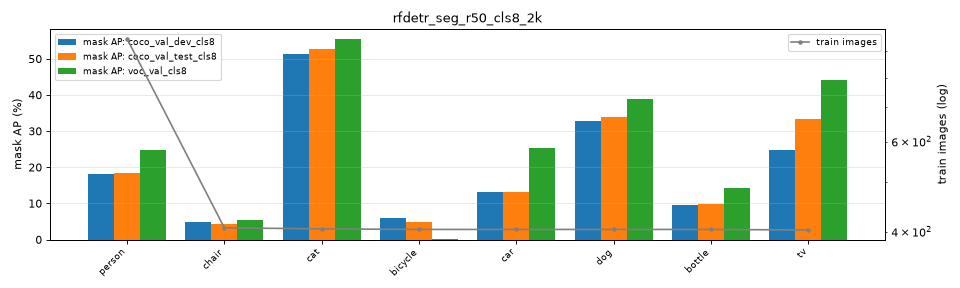 rfdetr_seg_r50_cls8_2k
mask AP: coco_val_dev_cls8
mask AP: coco_val_test_cls8
mask AP: voc_val_cls8
train images
mask AP (%)
50
40
30
20
10
0
train images (log)
6 × 10²
4 × 10²
person
chair
cat
bicycle
car
dog
bottle
tv